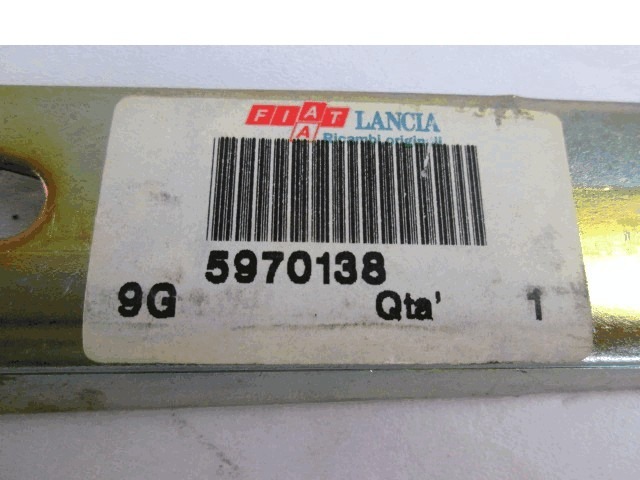 FIAT LANCIA
A Ricambi originali
5970138
9G Qta' 1